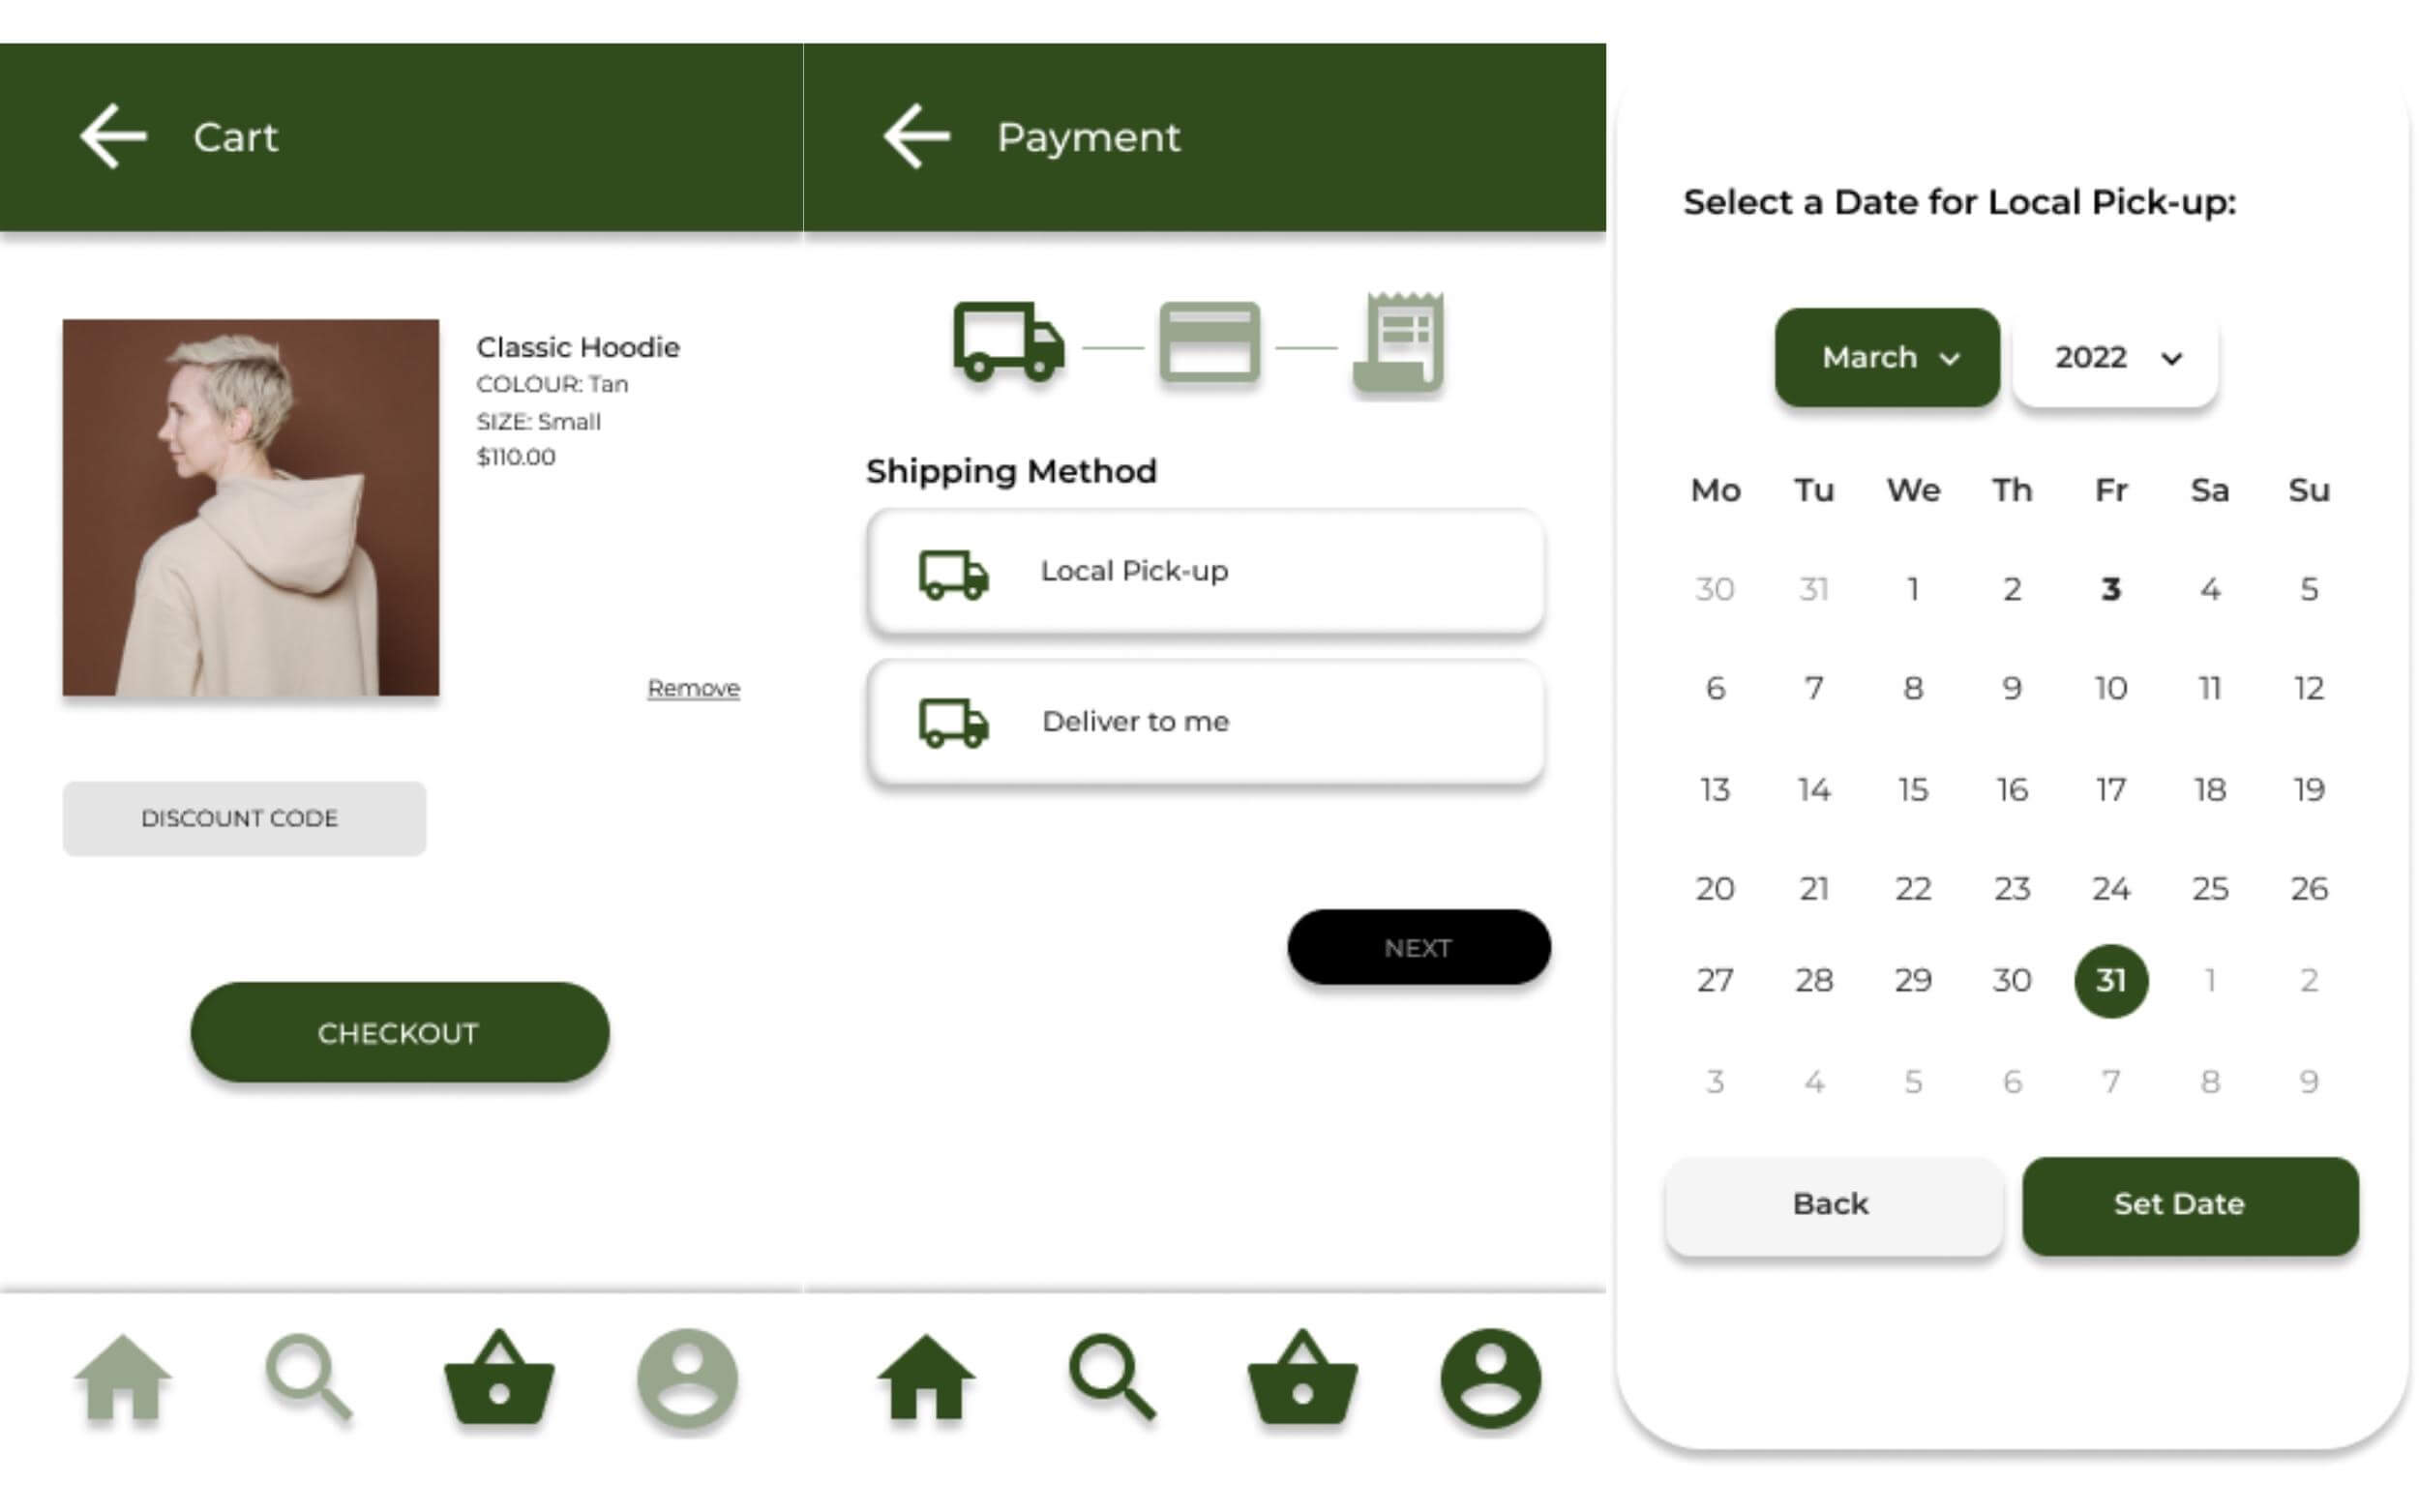 Cart
Classic Hoodie
COLOUR: Tan
SIZE: Small
$110.00
Remove
DISCOUNT CODE
CHECKOUT
Payment
Shipping Method
Local Pick-up
Deliver to me
NEXT
Select a Date for Local Pick-up:
March 2022
Mo Tu We Th Fr Sa Su
30 31 1 2 3 4 5
6 7 8 9 10 11 12
13 14 15 16 17 18 19
20 21 22 23 24 25 26
27 28 29 30 31 1 2
3 4 5 6 7 8 9
Back Set Date